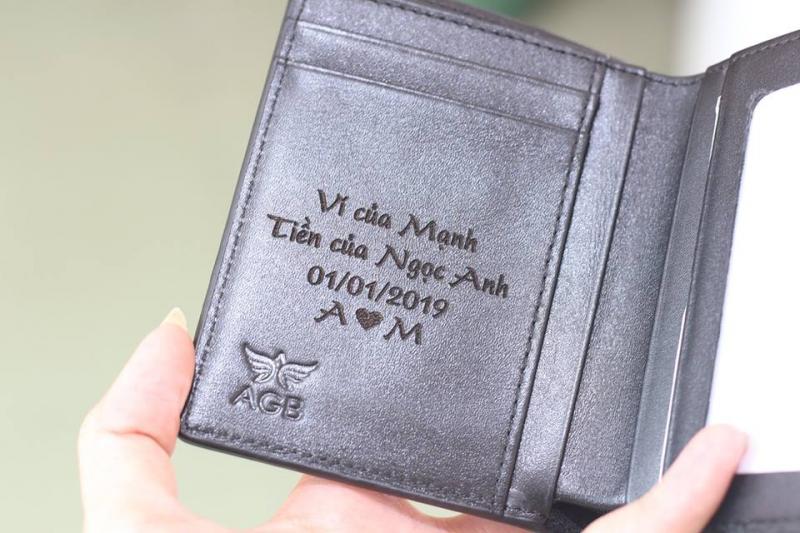 Ví của Mạnh
Tiền của Ngọc Anh
01/01/2019
A♥M
AGB